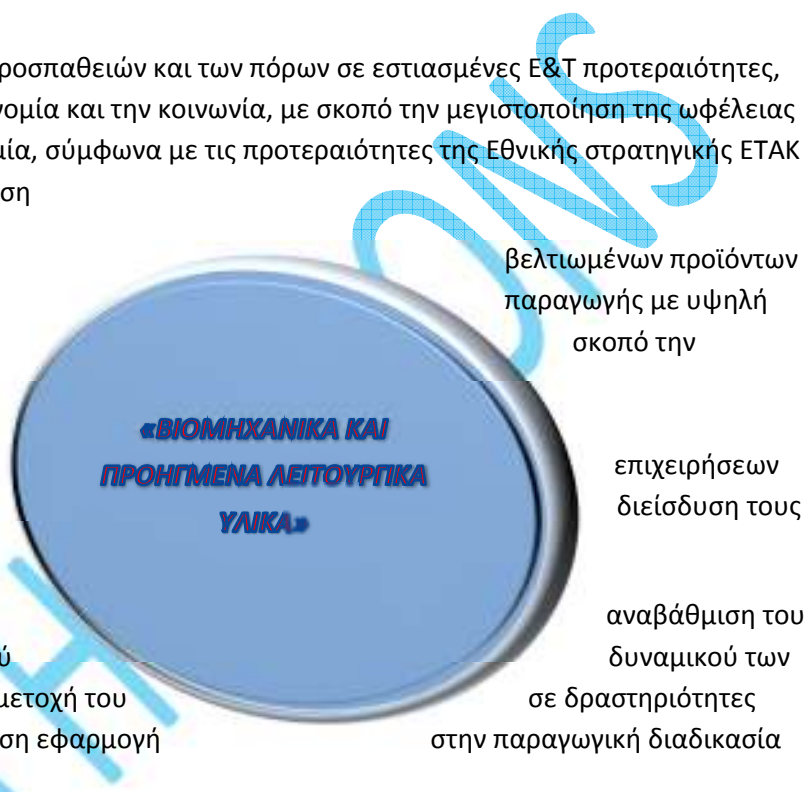 ροσπαθειών και των πόρων σε εστιασμένες Ε&Τ προτεραιότητες,
νομία και την κοινωνία, με σκοπό την μεγιστοποίηση της ωφέλειας
μία, σύμφωνα με τις προτεραιότητες της Εθνικής στρατηγικής ΕΤΑΚ
ση
βελτιωμένων προϊόντων
παραγωγής με υψηλή
σκοπό την
«ΒΙΟΜΗΧΑΝΙΚΑ ΚΑΙ
ΠΡΟΗΓΜΕΝΑ ΛΕΙΤΟΥΡΓΙΚΑ
ΥΛΙΚΑ»
επιχειρήσεων
διείσδυση τους
αναβάθμιση του
ύ δυναμικού των
μετοχή του σε δραστηριότητες
ση εφαρμογή στην παραγωγική διαδικασία